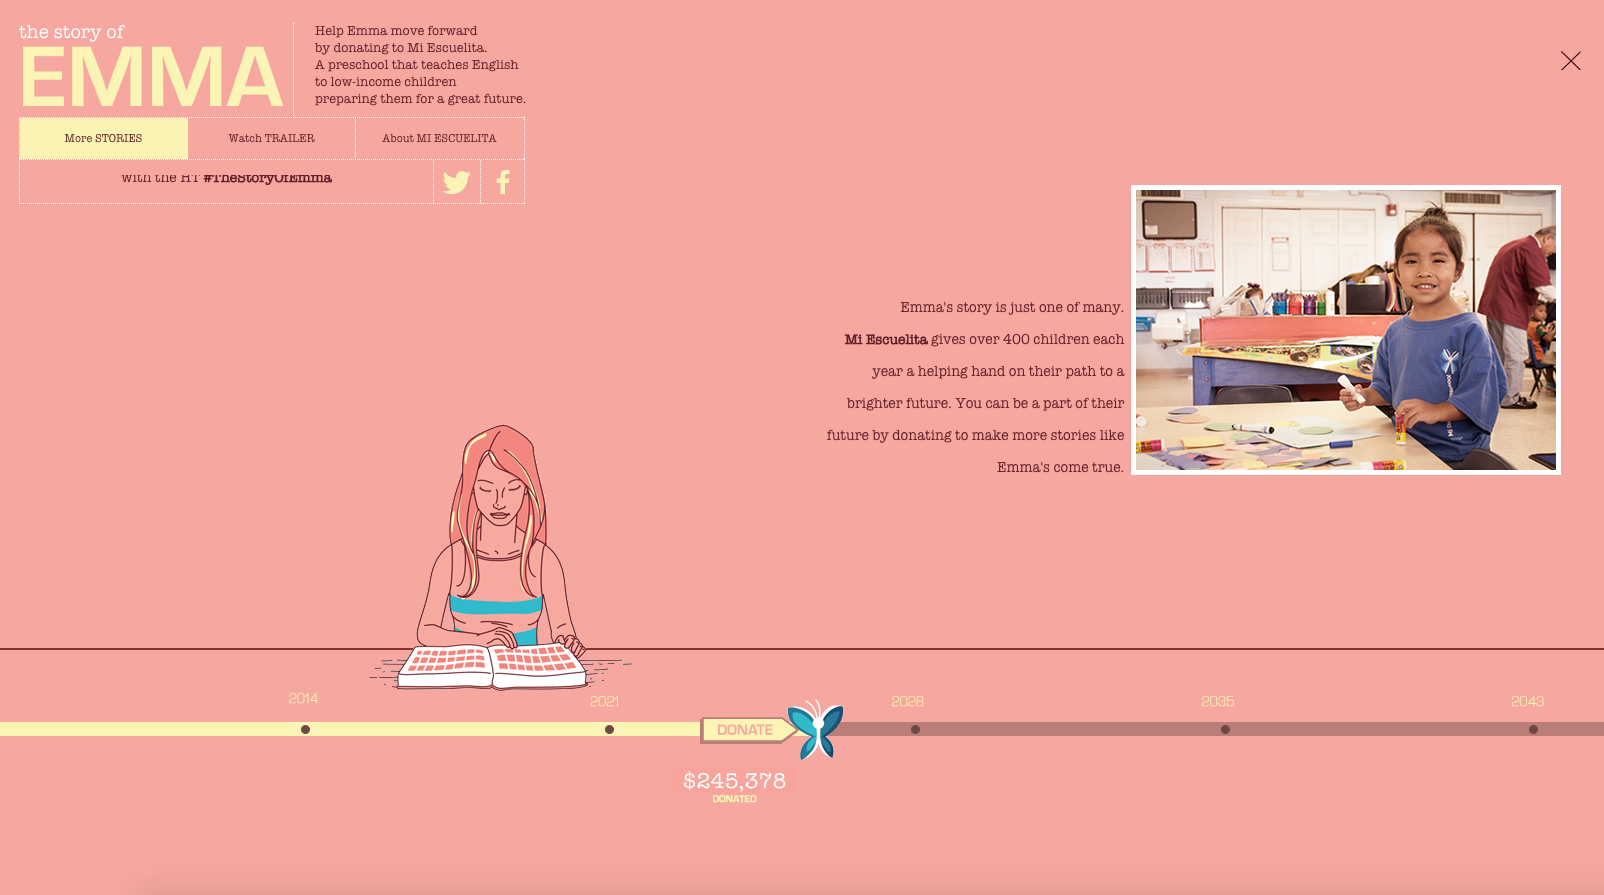 the story of
EMMA
Help Emma move forward
by donating to Mi Escuelita.
A preschool that teaches English
to low-income children
preparing them for a great future.
More STORIES
Watch TRAILER
About MI ESCUELITA
with the HT #TheStoryOfEmma
Emma's story is just one of many.
Mi Escuelita gives over 400 children each
year a helping hand on their path to a
brighter future. You can be a part of their
future by donating to make more stories like
Emma's come true.
2014
2021
2028
2035
2043
DONATE
$245,378
DONATED